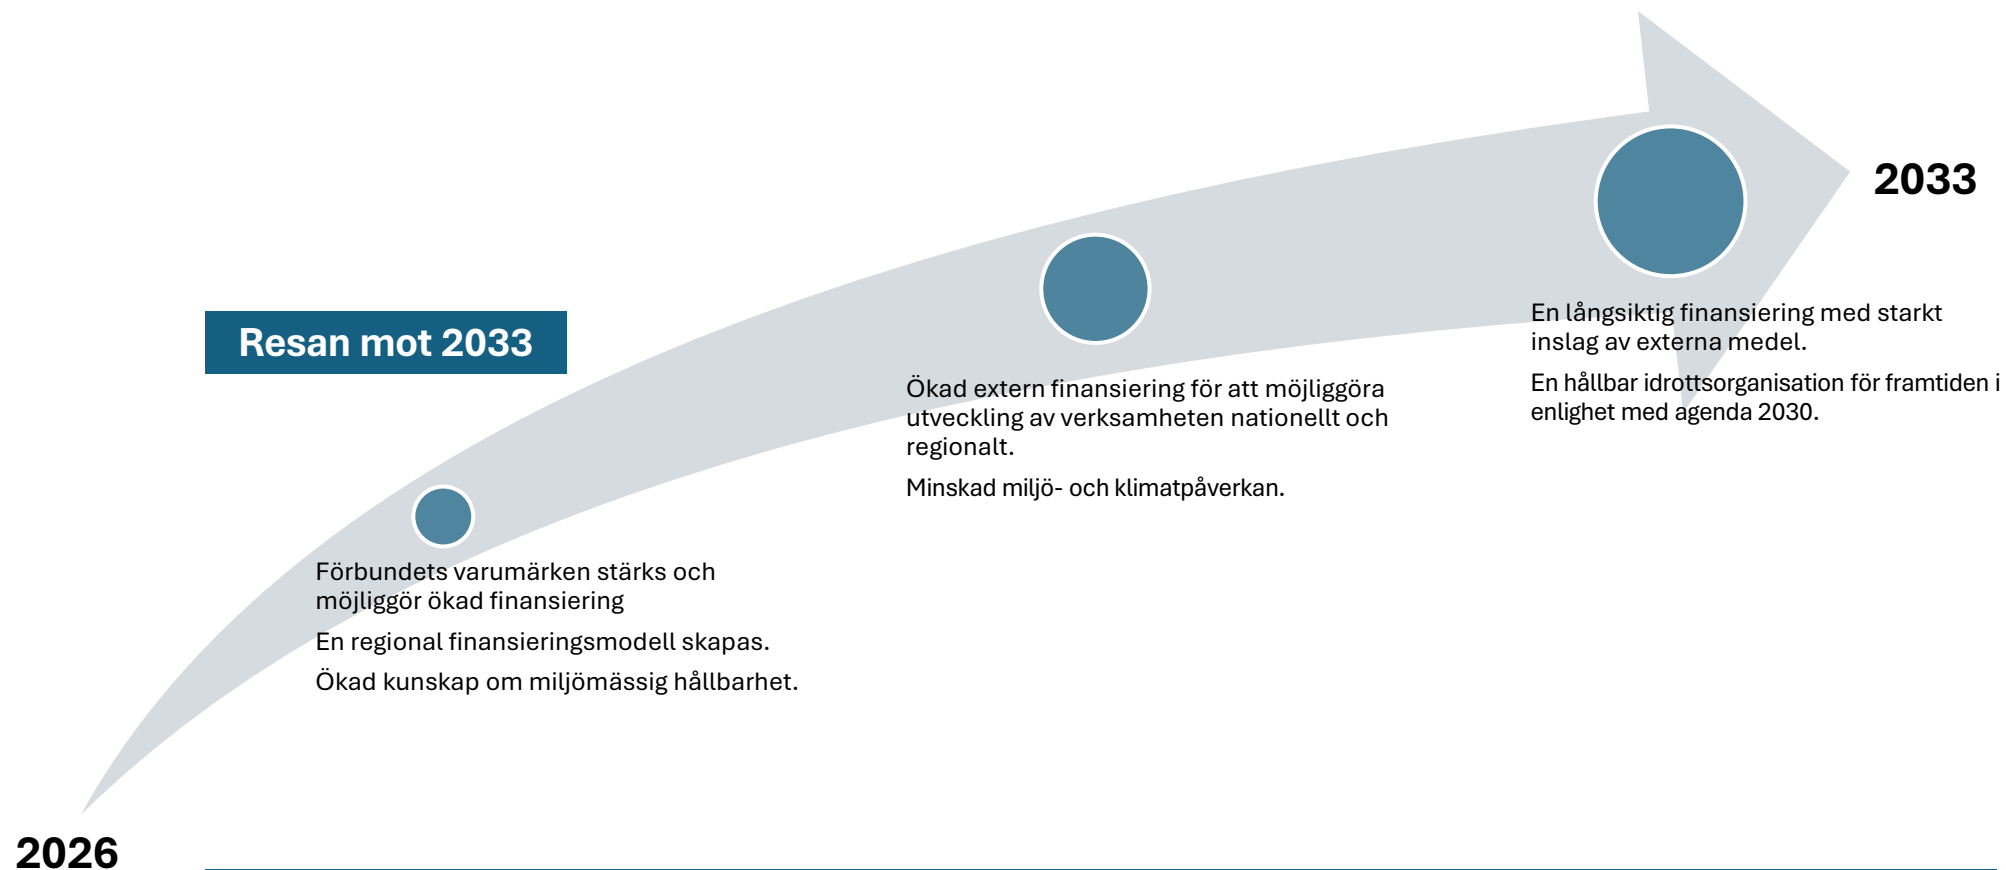 2033
Resan mot 2033
En långsiktig finansiering med starkt
inslag av externa medel.
En hållbar idrottsorganisation för framtiden i
enlighet med agenda 2030.
Ökad extern finansiering för att möjliggöra
utveckling av verksamheten nationellt och
regionalt.
Minskad miljö- och klimatpåverkan.
Förbundets varumärken stärks och
möjliggör ökad finansiering
En regional finansieringsmodell skapas.
Ökad kunskap om miljömässig hållbarhet.
2026